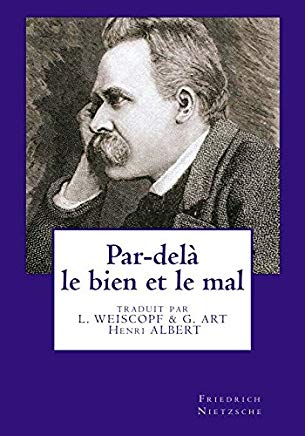 Par-delà
le bien et le mal
TRADUIT PAR
L. WEISCOPF & G. ART
HENRI ALBERT
FRIEDRICH
NIETZSCHE